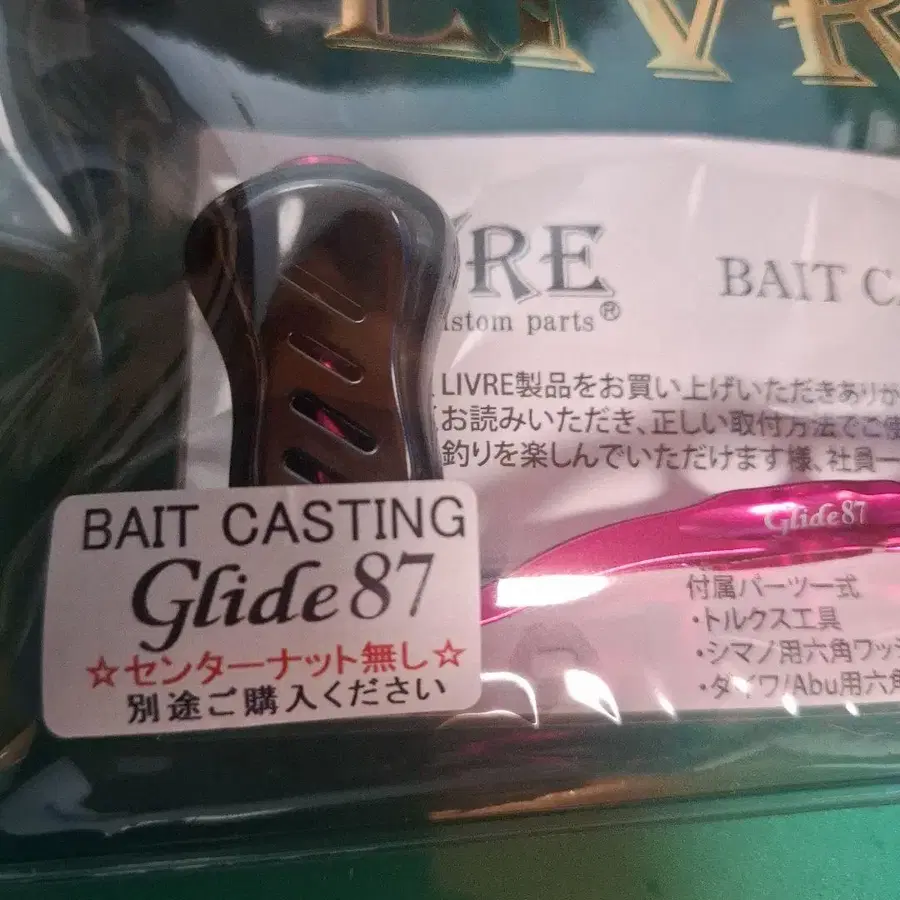 LIVR
VRE
BAIT CA
ustom parts®
LIVRE製品をお買い上げいただきありが
お読みいただき、正しい取付方法でご使
釣りを楽しんでいただけます様、社員一
Glide87
BAIT CASTING
Glide87
☆センターナット無し☆
別途ご購入ください
付属パーツ一式
・トルクス工具
・シマノ用六角ワッシ
・ダイワ/Abu用六角